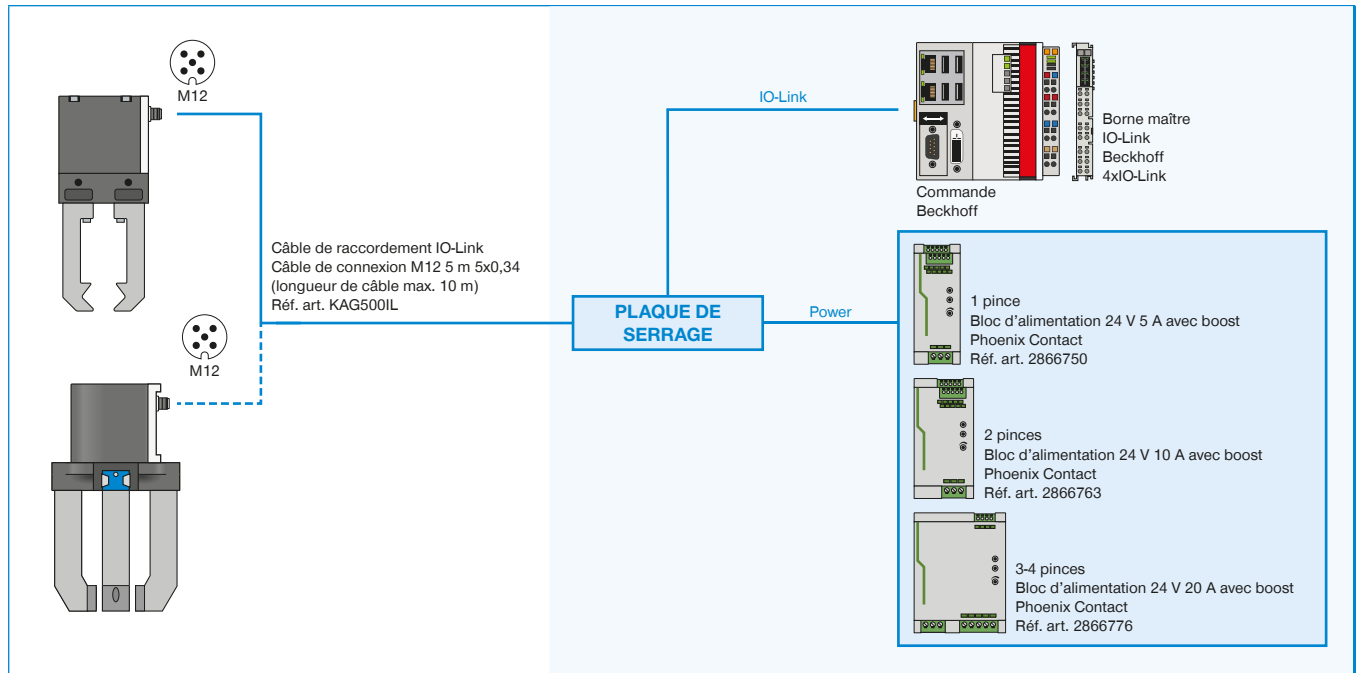 M12
Câble de raccordement IO-Link
Câble de connexion M12 5 m 5x0,34
(longueur de câble max. 10 m)
Réf. art. KAG500IL
M12
PLAQUE DE
SERRAGE
IO-Link
Commande
Beckhoff
Borne maître
IO-Link
Beckhoff
4xIO-Link
Power
1 pince
Bloc d’alimentation 24 V 5 A avec boost
Phoenix Contact
Réf. art. 2866750
2 pinces
Bloc d’alimentation 24 V 10 A avec boost
Phoenix Contact
Réf. art. 2866763
3-4 pinces
Bloc d’alimentation 24 V 20 A avec boost
Phoenix Contact
Réf. art. 2866776